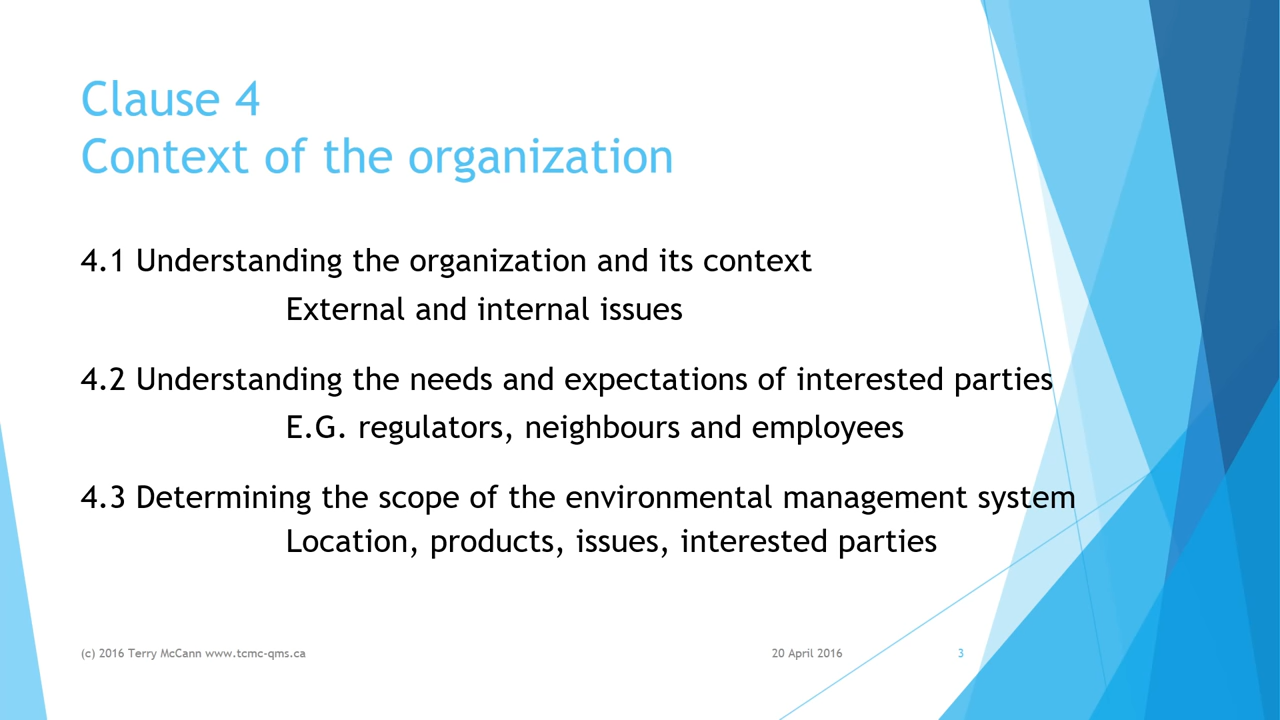 Clause 4
Context of the organization
4.1 Understanding the organization and its context
External and internal issues
4.2 Understanding the needs and expectations of interested parties
E.G. regulators, neighbours and employees
4.3 Determining the scope of the environmental management system
Location, products, issues, interested parties
(c) 2016 Terry McCann www.tcmc-qms.ca
20 April 2016
3